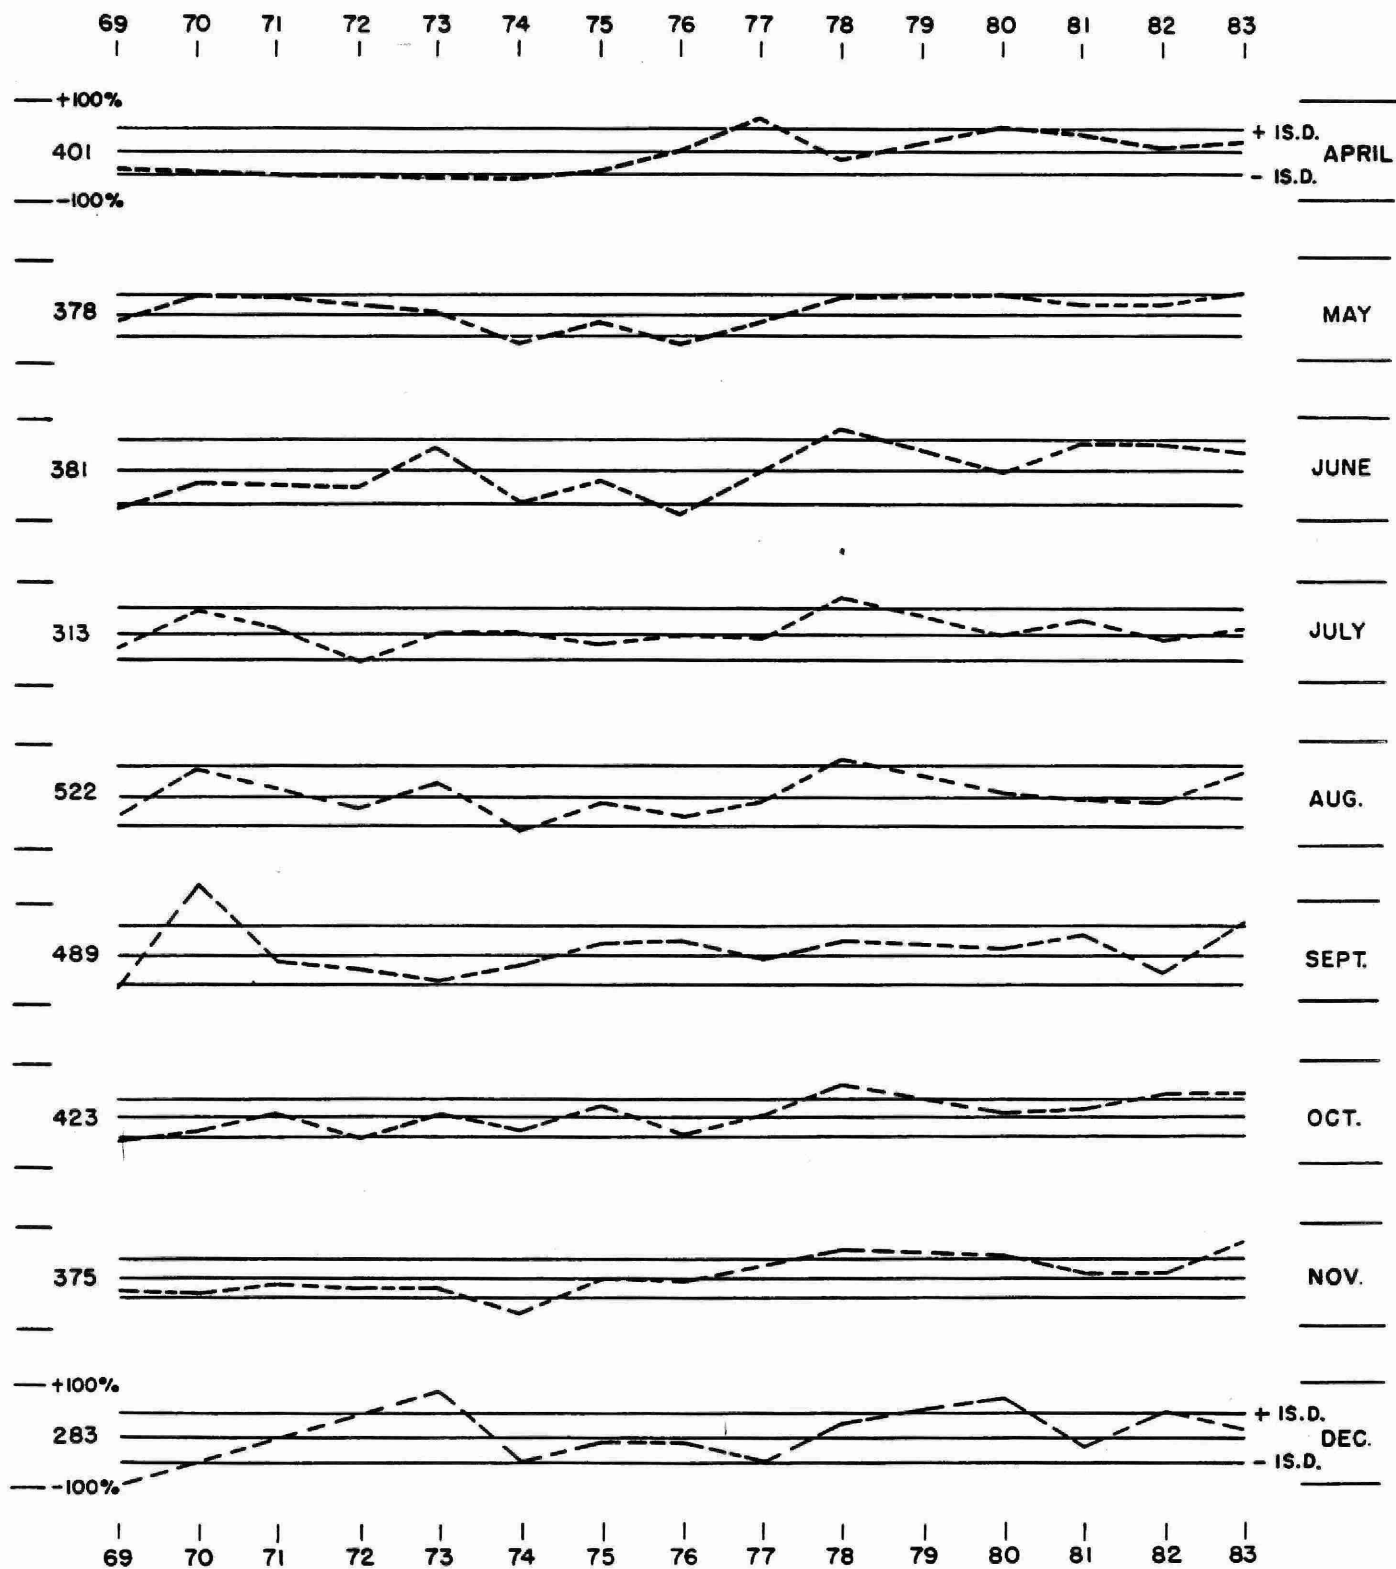 69 70 71 72 73 74 75 76 77 78 79 80 81 82 83
+100%
+ 1S.D.
401 APRIL
- 1S.D.
-100%
378 MAY
381 JUNE
313 JULY
522 AUG.
489 SEPT.
423 OCT.
375 NOV.
+100%
+ 1S.D.
283 DEC.
- 1S.D.
-100%
69 70 71 72 73 74 75 76 77 78 79 80 81 82 83